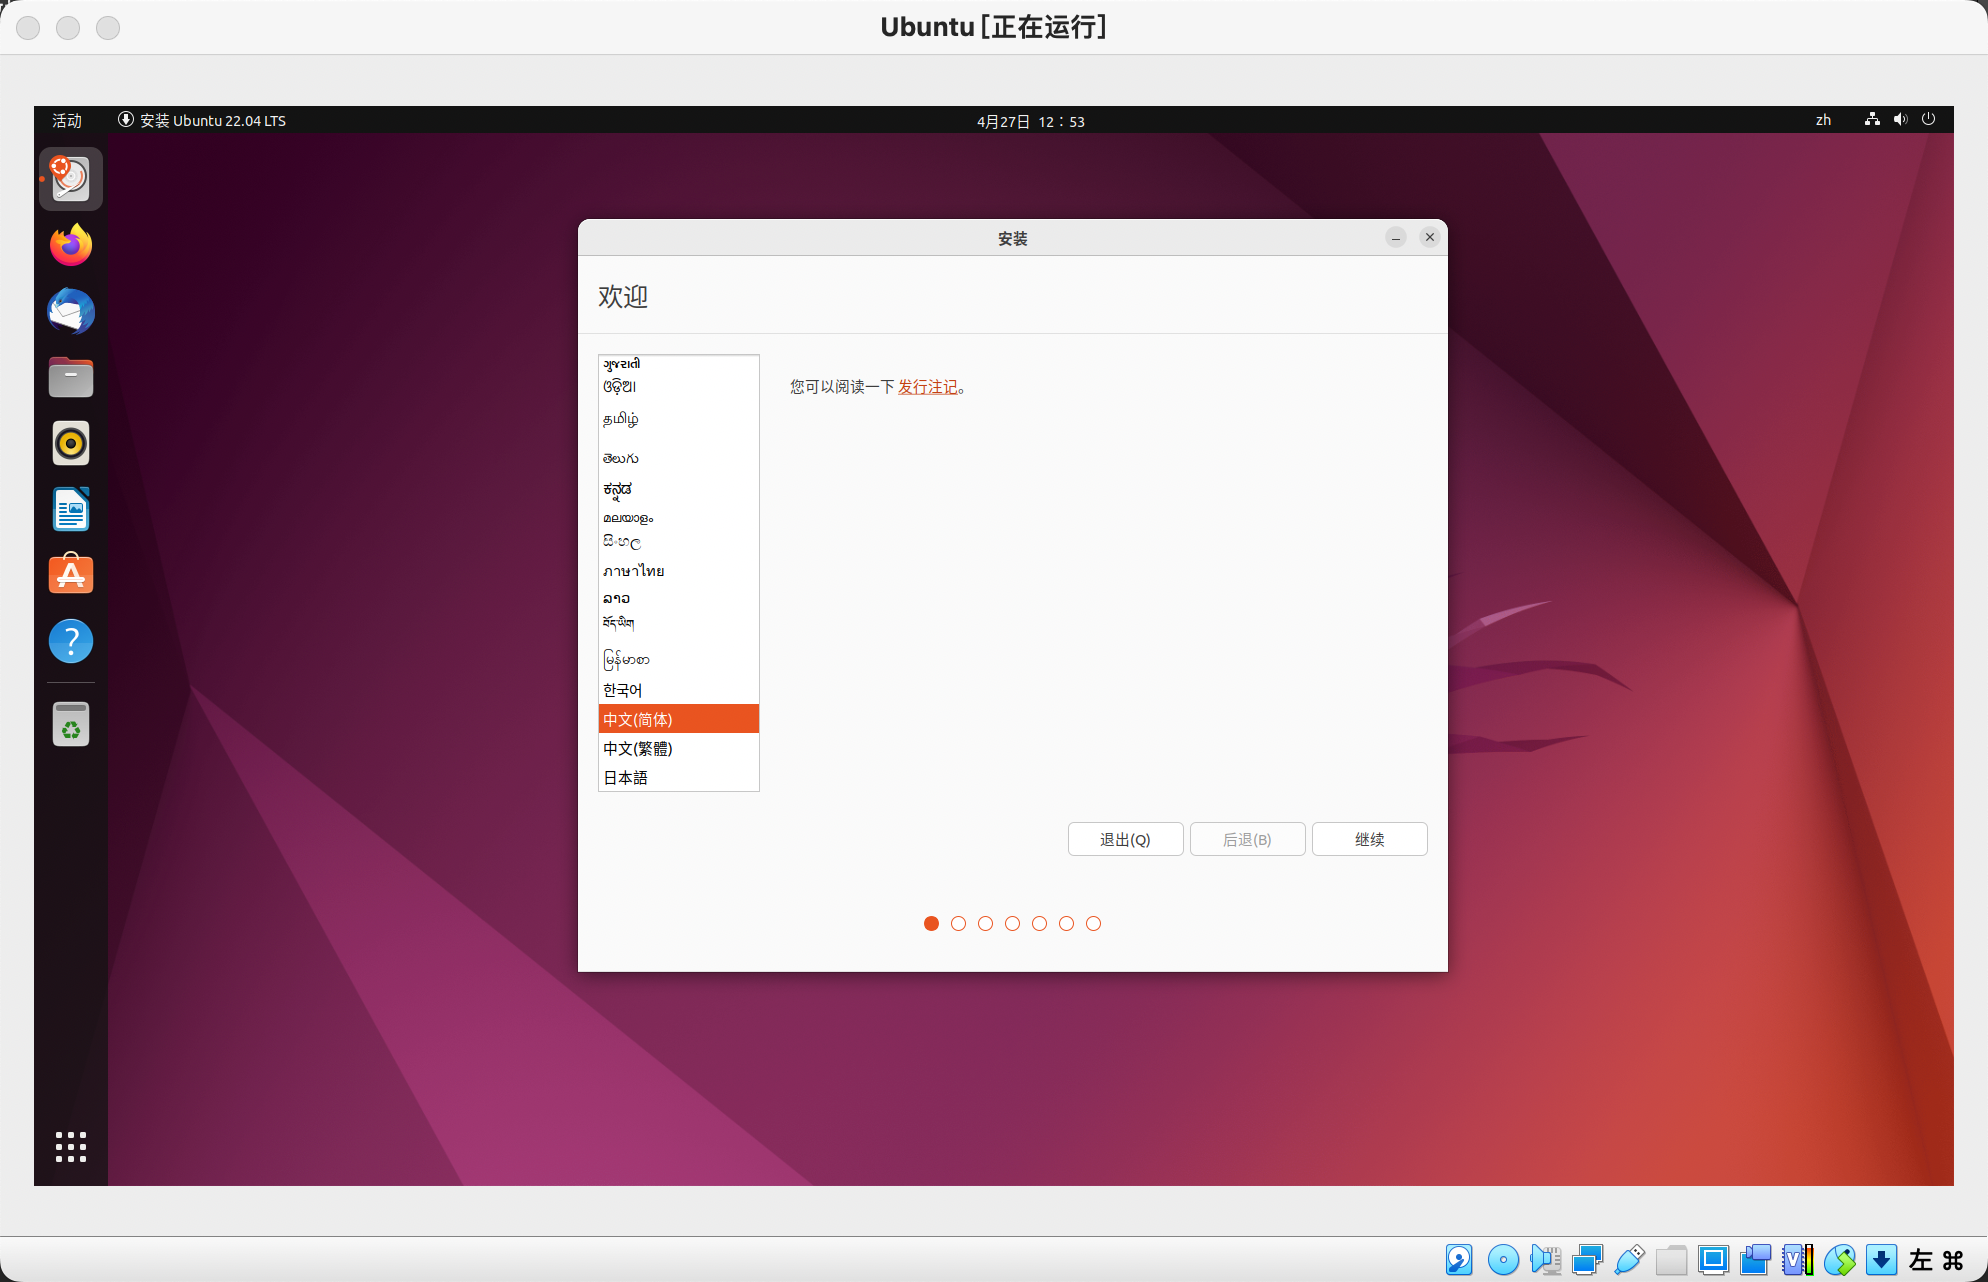 Ubuntu [正在运行]
活动
安装 Ubuntu 22.04 LTS
4月27日 12：53
zh
安装
欢迎
ગુજરાતી
ଓଡ଼ିଆ
தமிழ்
తెలుగు
ಕನ್ನಡ
മലയാളം
සිංහල
ภาษาไทย
ລາວ
བོད་ཡིག
မြန်မာစာ
한국어
中文(简体)
中文(繁體)
日本語
您可以阅读一下 发行注记。
退出(Q)
后退(B)
继续
左 ⌘